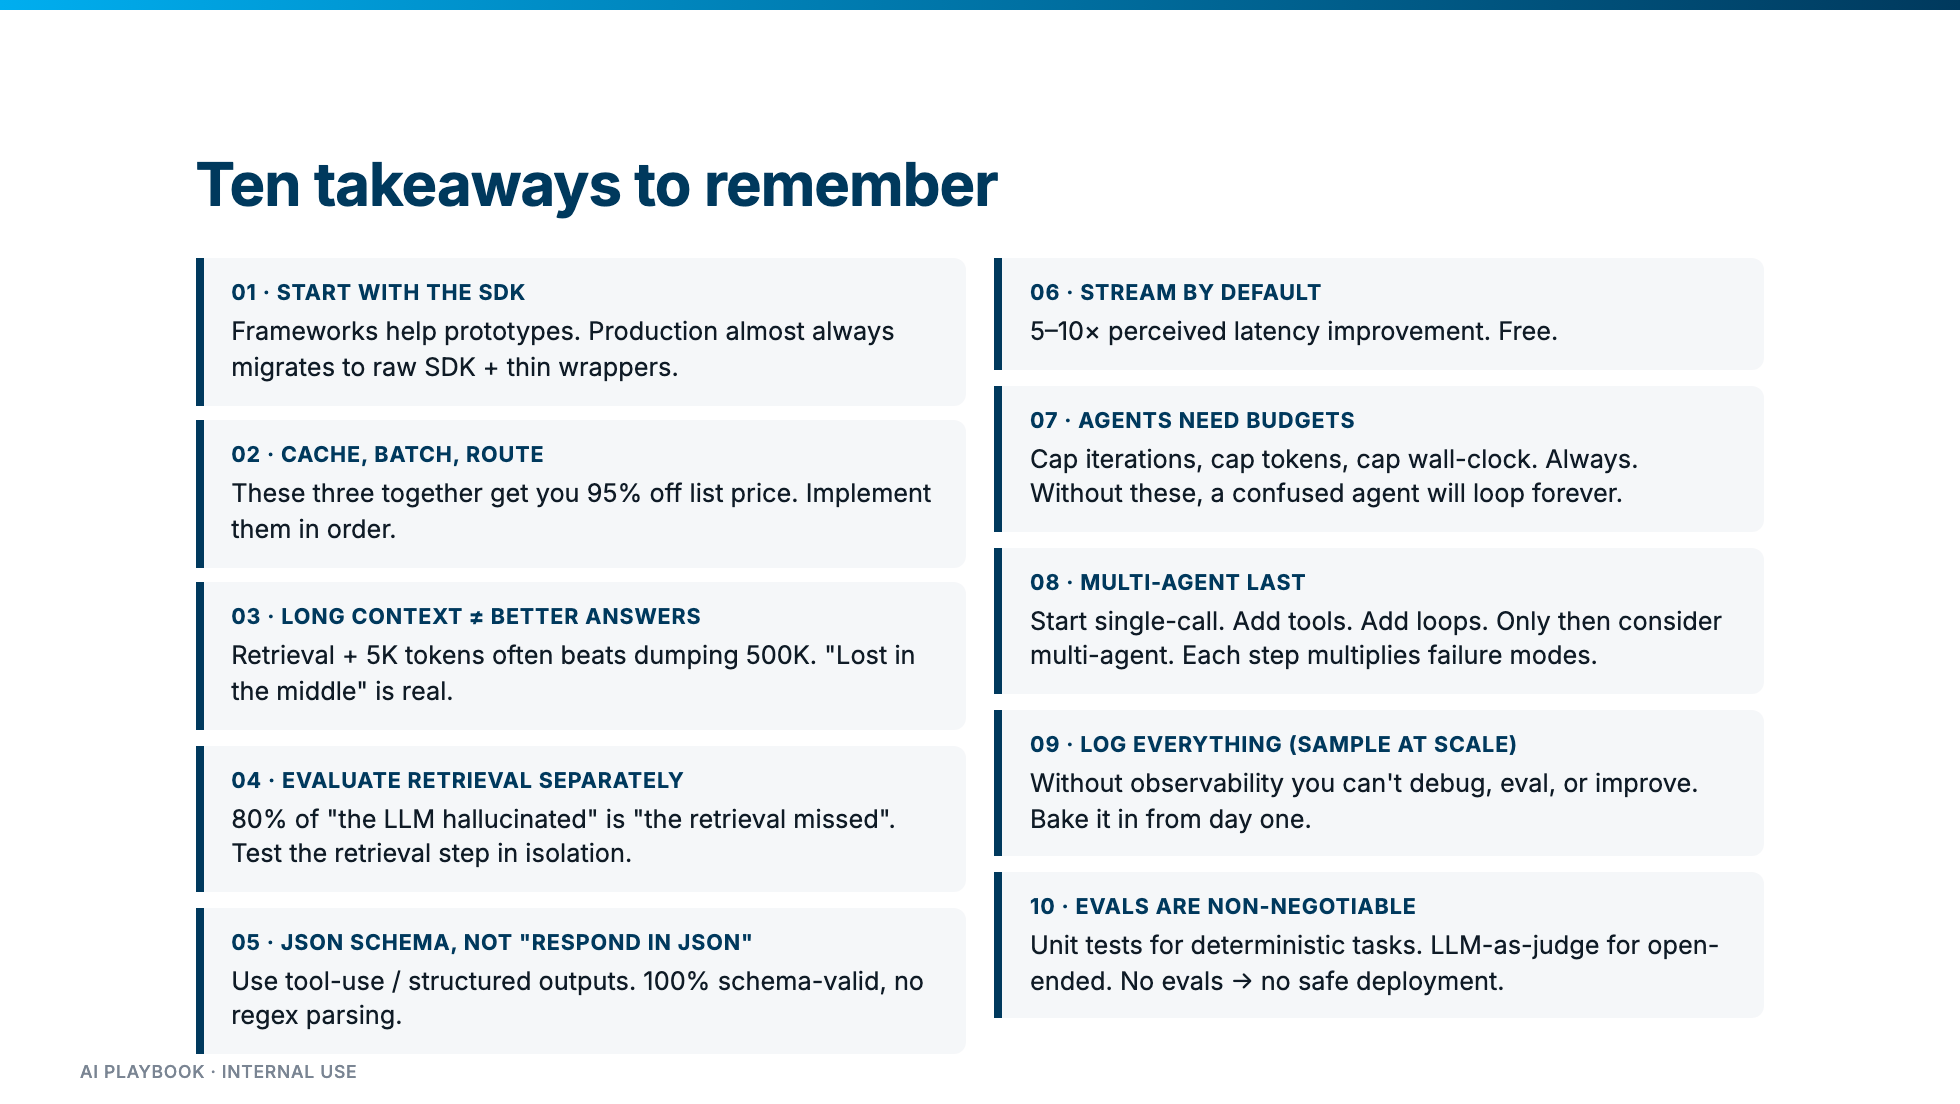 Ten takeaways to remember
01 · START WITH THE SDK
Frameworks help prototypes. Production almost always
migrates to raw SDK + thin wrappers.
02 · CACHE, BATCH, ROUTE
These three together get you 95% off list price. Implement
them in order.
03 · LONG CONTEXT ≠ BETTER ANSWERS
Retrieval + 5K tokens often beats dumping 500K. "Lost in
the middle" is real.
04 · EVALUATE RETRIEVAL SEPARATELY
80% of "the LLM hallucinated" is "the retrieval missed".
Test the retrieval step in isolation.
05 · JSON SCHEMA, NOT "RESPOND IN JSON"
Use tool-use / structured outputs. 100% schema-valid, no
regex parsing.
06 · STREAM BY DEFAULT
5–10× perceived latency improvement. Free.
07 · AGENTS NEED BUDGETS
Cap iterations, cap tokens, cap wall-clock. Always.
Without these, a confused agent will loop forever.
08 · MULTI-AGENT LAST
Start single-call. Add tools. Add loops. Only then consider
multi-agent. Each step multiplies failure modes.
09 · LOG EVERYTHING (SAMPLE AT SCALE)
Without observability you can't debug, eval, or improve.
Bake it in from day one.
10 · EVALS ARE NON-NEGOTIABLE
Unit tests for deterministic tasks. LLM-as-judge for open-
ended. No evals → no safe deployment.
AI PLAYBOOK · INTERNAL USE